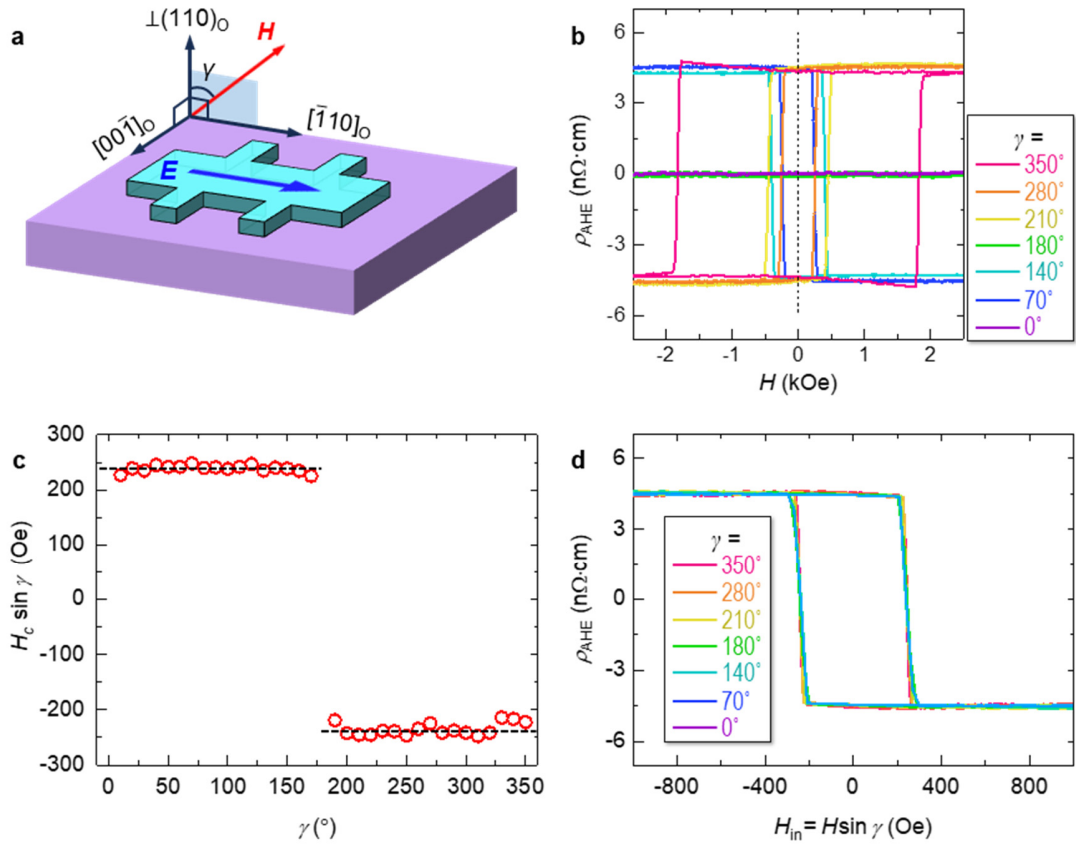 a
⊥(110)O
H
γ
[001̄]O
[1̄10]O
E
b
6
3
0
-3
-6
ρAHE (nΩ·cm)
-2 -1 0 1 2
H (kOe)
γ =
350°
280°
210°
180°
140°
70°
0°
c
300
200
100
0
-100
-200
-300
Hc sin γ (Oe)
0 50 100 150 200 250 300 350
γ (°)
d
6
3
0
-3
-6
ρAHE (nΩ·cm)
γ =
350°
280°
210°
180°
140°
70°
0°
-800 -400 0 400 800
Hin = Hsin γ (Oe)